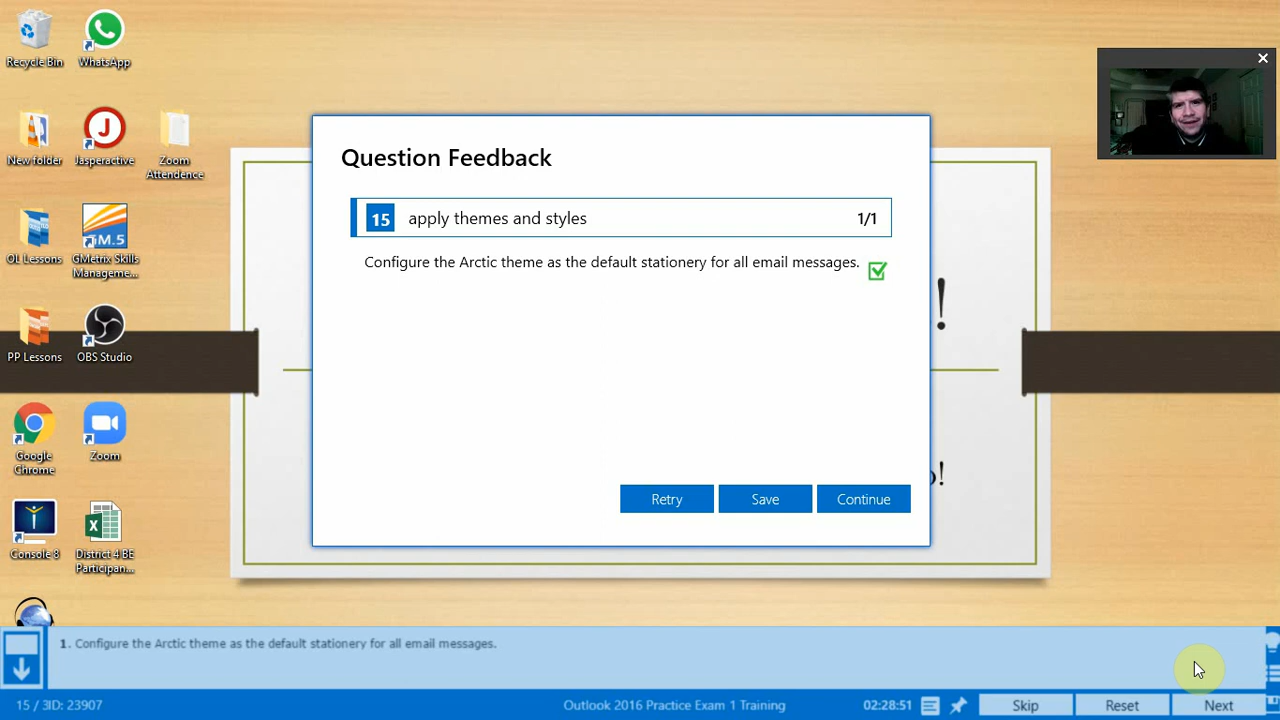 Recycle Bin
WhatsApp
New folder
Jasperactive
Zoom
Attendence
OL Lessons
GM.5
GMetrix Skills
Manageme...
PP Lessons
OBS Studio
Google
Chrome
Zoom
Console 8
District 4 BE
Participan...
Question Feedback
15 apply themes and styles 1/1
Configure the Arctic theme as the default stationery for all email messages.
!
o!
Retry Save Continue
1. Configure the Arctic theme as the default stationery for all email messages.
15 / 3ID: 23907 Outlook 2016 Practice Exam 1 Training 02:28:51 Skip Reset Next